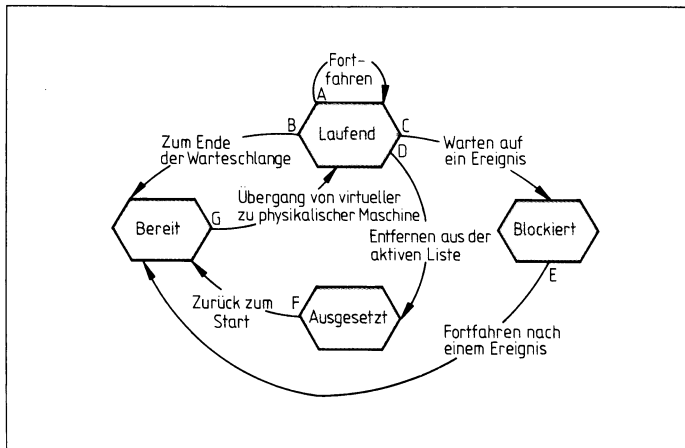 Fort-
fahren
A
B
Laufend
C
D
Zum Ende
der Warteschlange
Warten auf
ein Ereignis
Übergang von virtueller
zu physikalischer Maschine
Bereit
G
Entfernen aus der
aktiven Liste
Blockiert
E
Zurück zum
Start
F
Ausgesetzt
Fortfahren nach
einem Ereignis